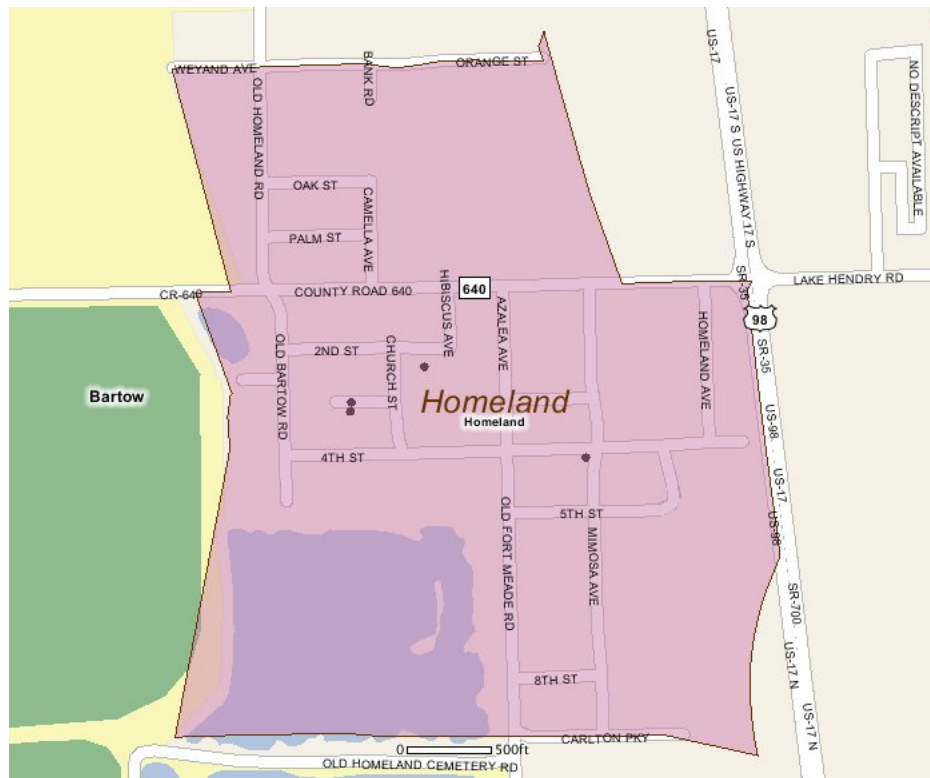 US-17
WEYAND AVE
BANK RD
ORANGE ST
OLD HOMELAND RD
US-17 S US HIGHWAY 17 S
NO DESCRIPT AVAILABLE
OAK ST
CAMELLA AVE
PALM ST
HIBISCUS AVE
SR-35
LAKE HENDRY RD
CR-640
COUNTY ROAD 640
640
AZALEA AVE
HOMELAND AVE
98
OLD BARTOW RD
2ND ST
CHURCH ST
SR-35
Bartow
Homeland
Homeland
US-98
4TH ST
US-17
OLD FORT MEADE RD
5TH ST
MIMOSA AVE
US-98
SR-700
US-17 N
8TH ST
US-17 N
0 500ft
CARLTON PKY
OLD HOMELAND CEMETERY RD